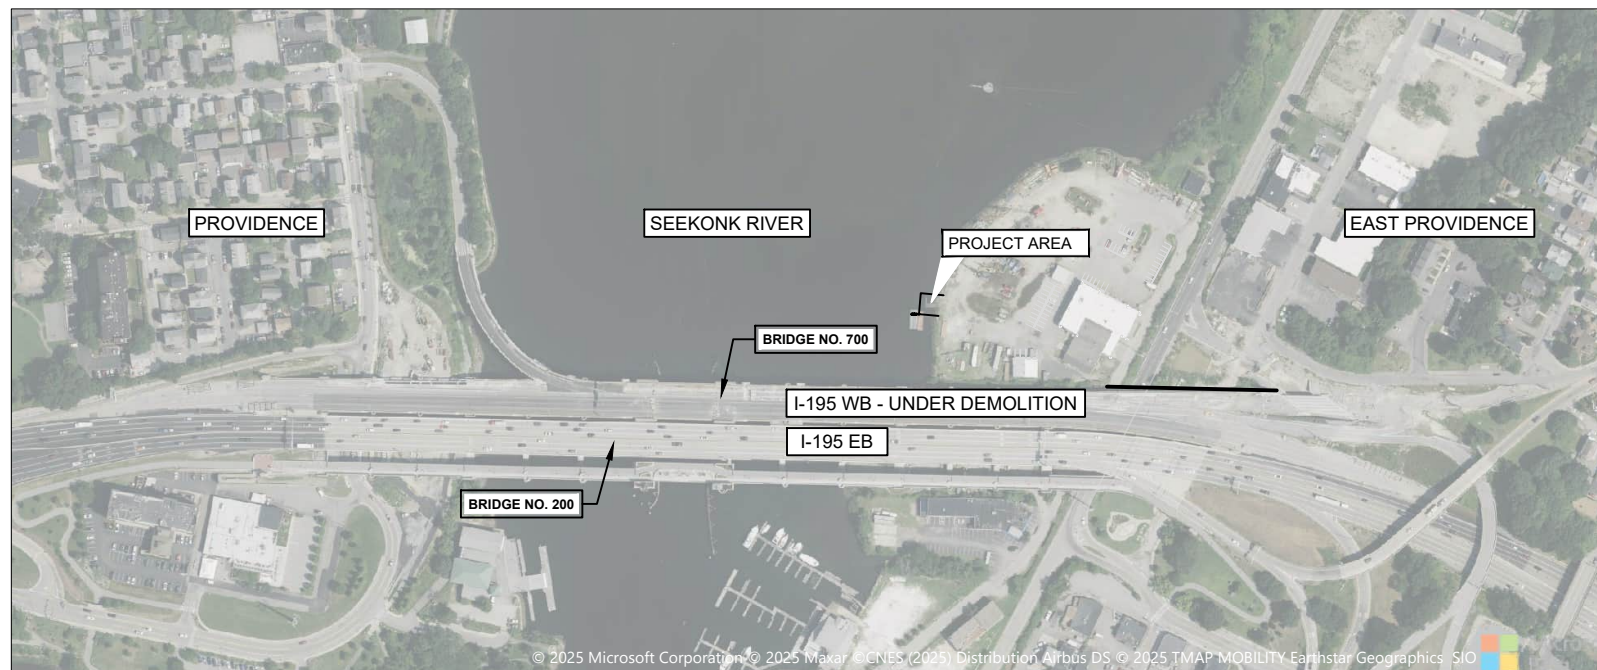 PROVIDENCE
SEEKONK RIVER
EAST PROVIDENCE
PROJECT AREA
BRIDGE NO. 700
I-195 WB - UNDER DEMOLITION
I-195 EB
BRIDGE NO. 200
© 2025 Microsoft Corporation © 2025 Maxar ©CNES (2025) Distribution Airbus DS © 2025 TMAP MOBILITY Earthstar Geographics SIO